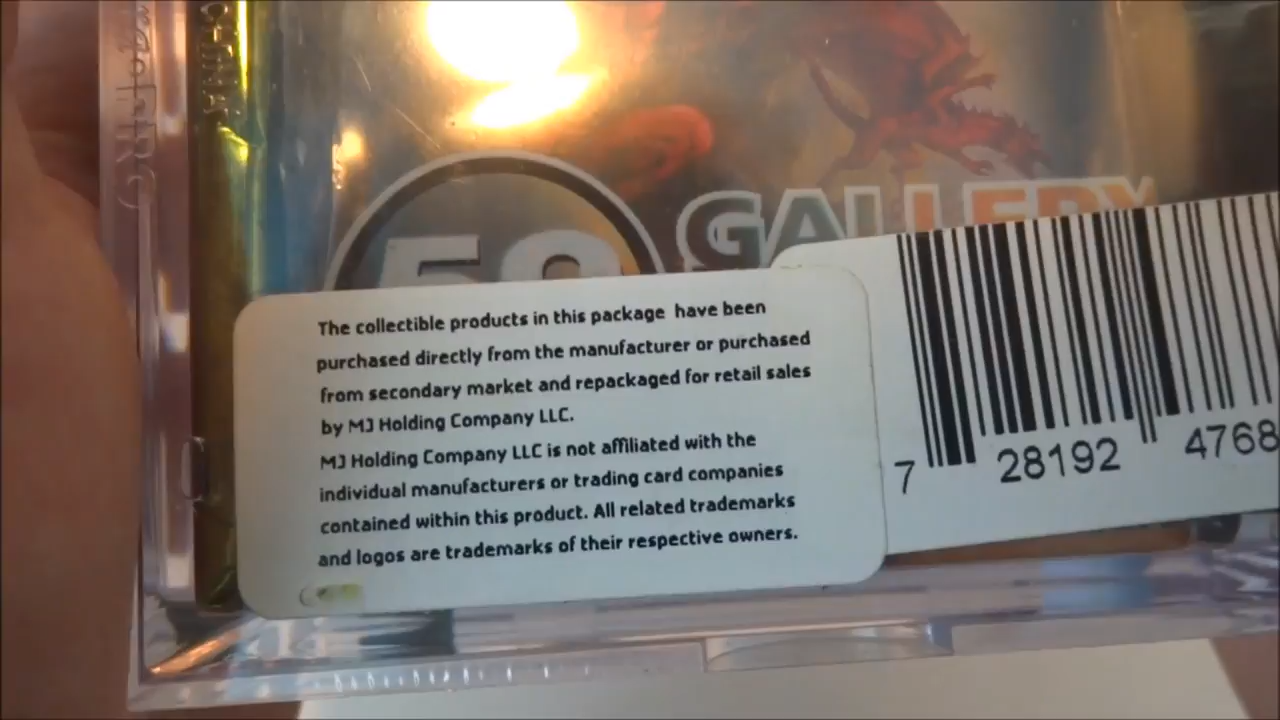 50
GALLERY
The collectible products in this package have been
purchased directly from the manufacturer or purchased
from secondary market and repackaged for retail sales
by MJ Holding Company LLC.
MJ Holding Company LLC is not affiliated with the
individual manufacturers or trading card companies
contained within this product. All related trademarks
and logos are trademarks of their respective owners.
7 28192 4768